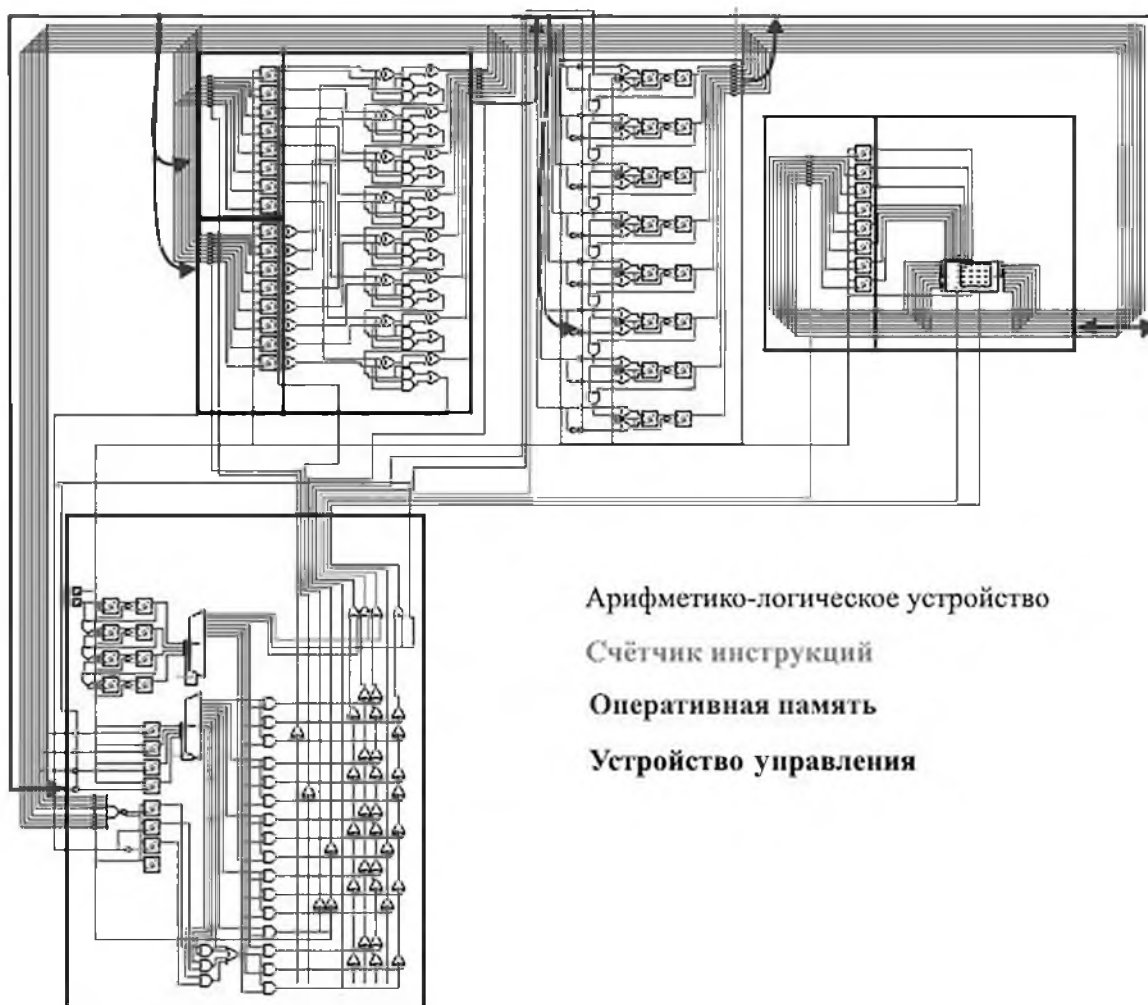 Арифметико-логическое устройство
Счётчик инструкций
Оперативная память
Устройство управления